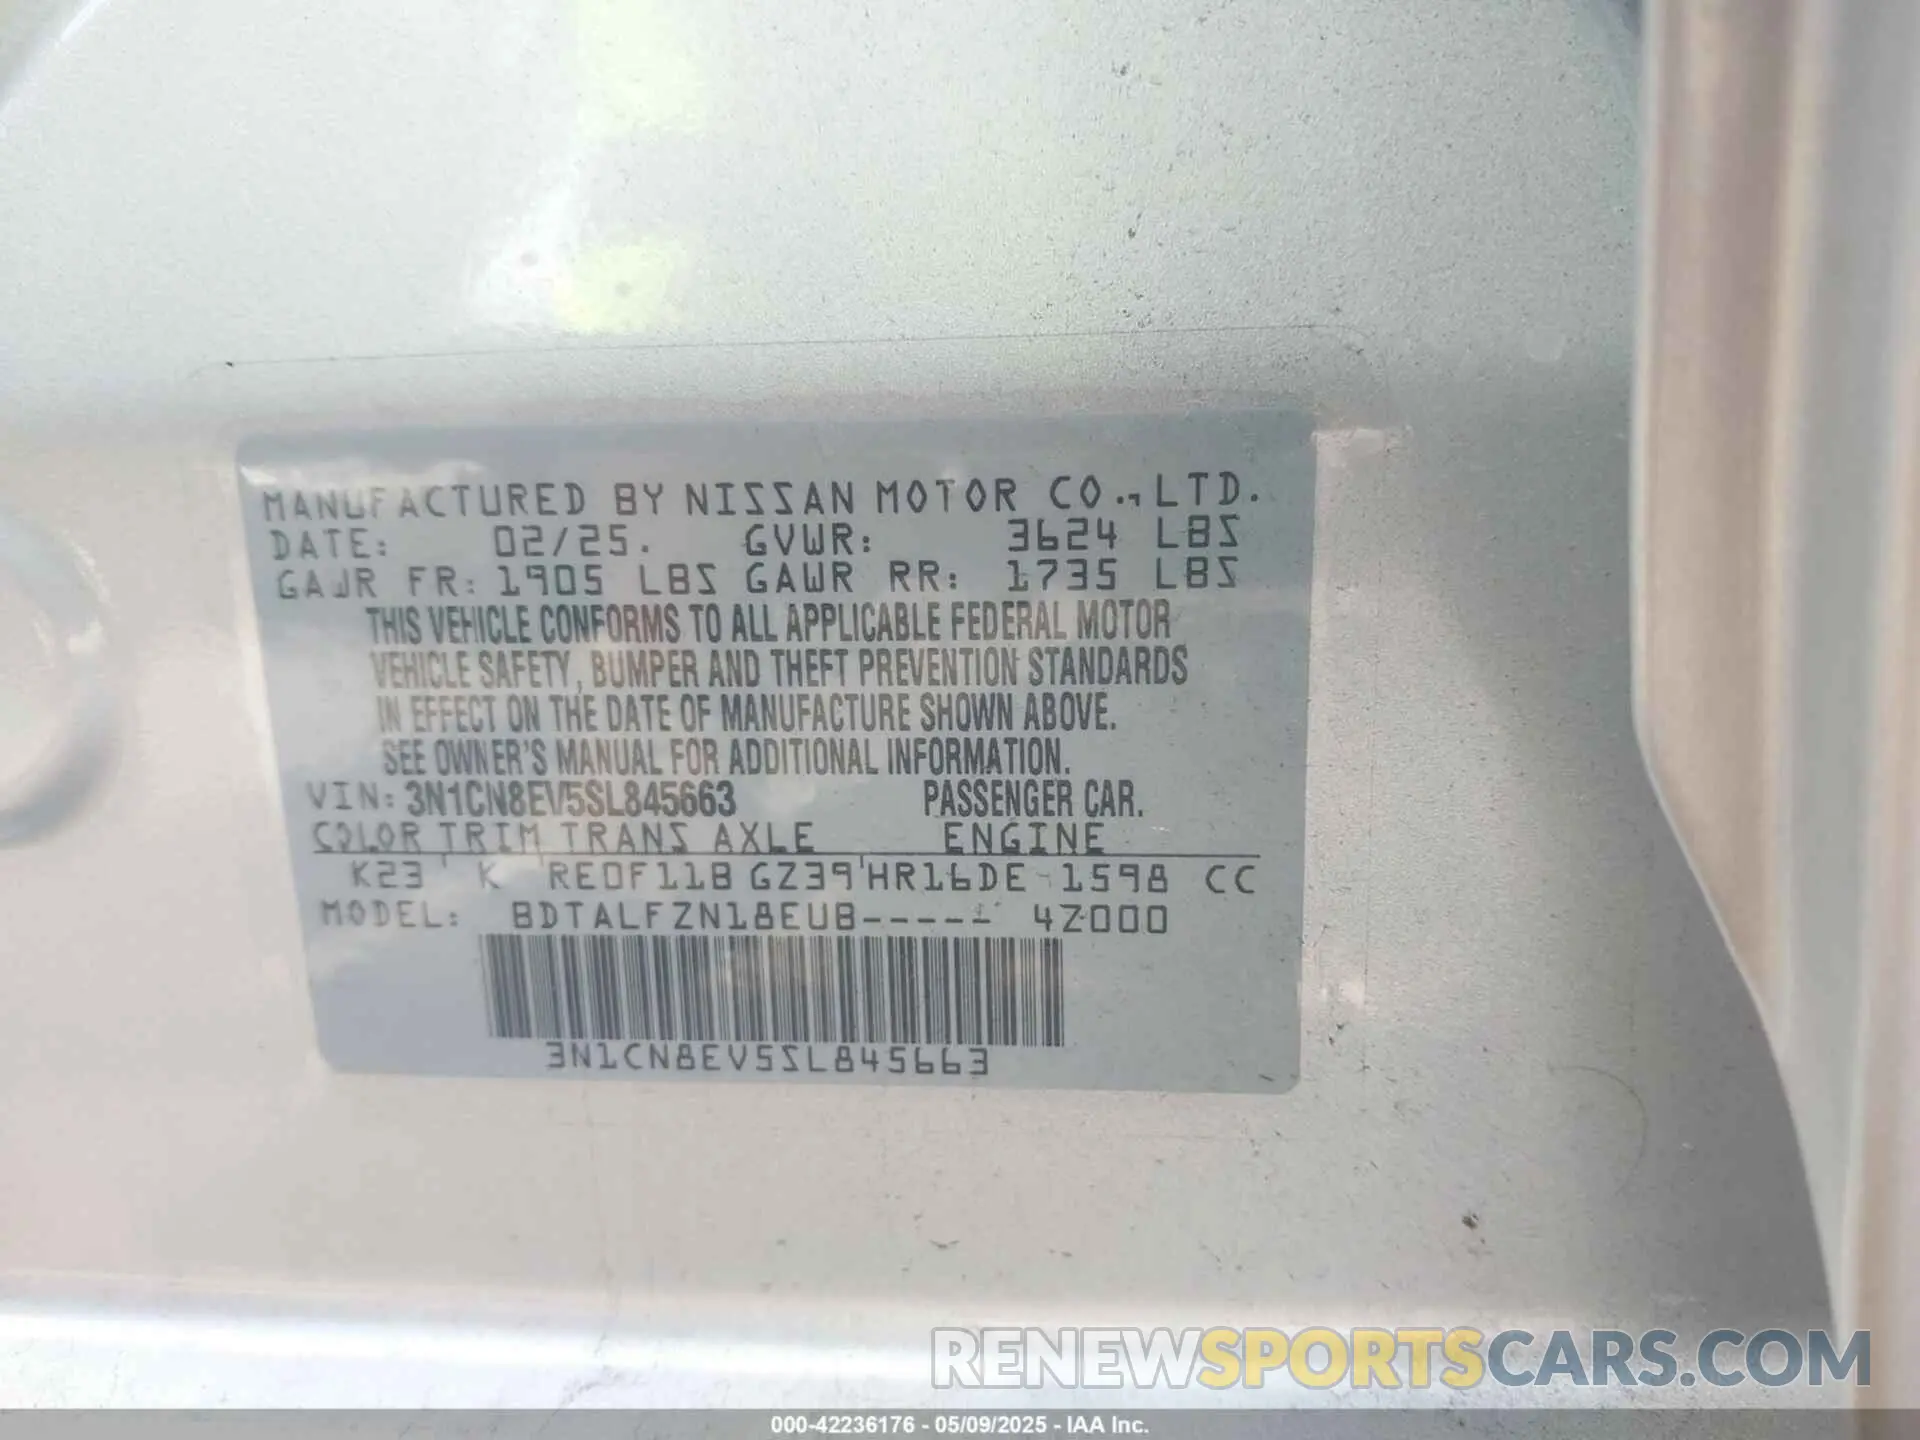 MANUFACTURED BY NISSAN MOTOR CO., LTD.
DATE: 02/25. GVWR: 3624 LBS
GAWR FR: 1905 LBS GAWR RR: 1735 LBS
THIS VEHICLE CONFORMS TO ALL APPLICABLE FEDERAL MOTOR
VEHICLE SAFETY, BUMPER AND THEFT PREVENTION STANDARDS
IN EFFECT ON THE DATE OF MANUFACTURE SHOWN ABOVE.
SEE OWNER'S MANUAL FOR ADDITIONAL INFORMATION.
VIN: 3N1CN8EV5SL845663 PASSENGER CAR.
COLOR TRIM TRANS AXLE ENGINE
K23 K RE0F11B GZ39 HR16DE 1598 CC
MODEL: BDTALFZN18EUB----- 4Z000
3N1CN8EV5SL845663
RENEWSPORTSCARS.COM
000-42236176 - 05/09/2025 - IAA Inc.